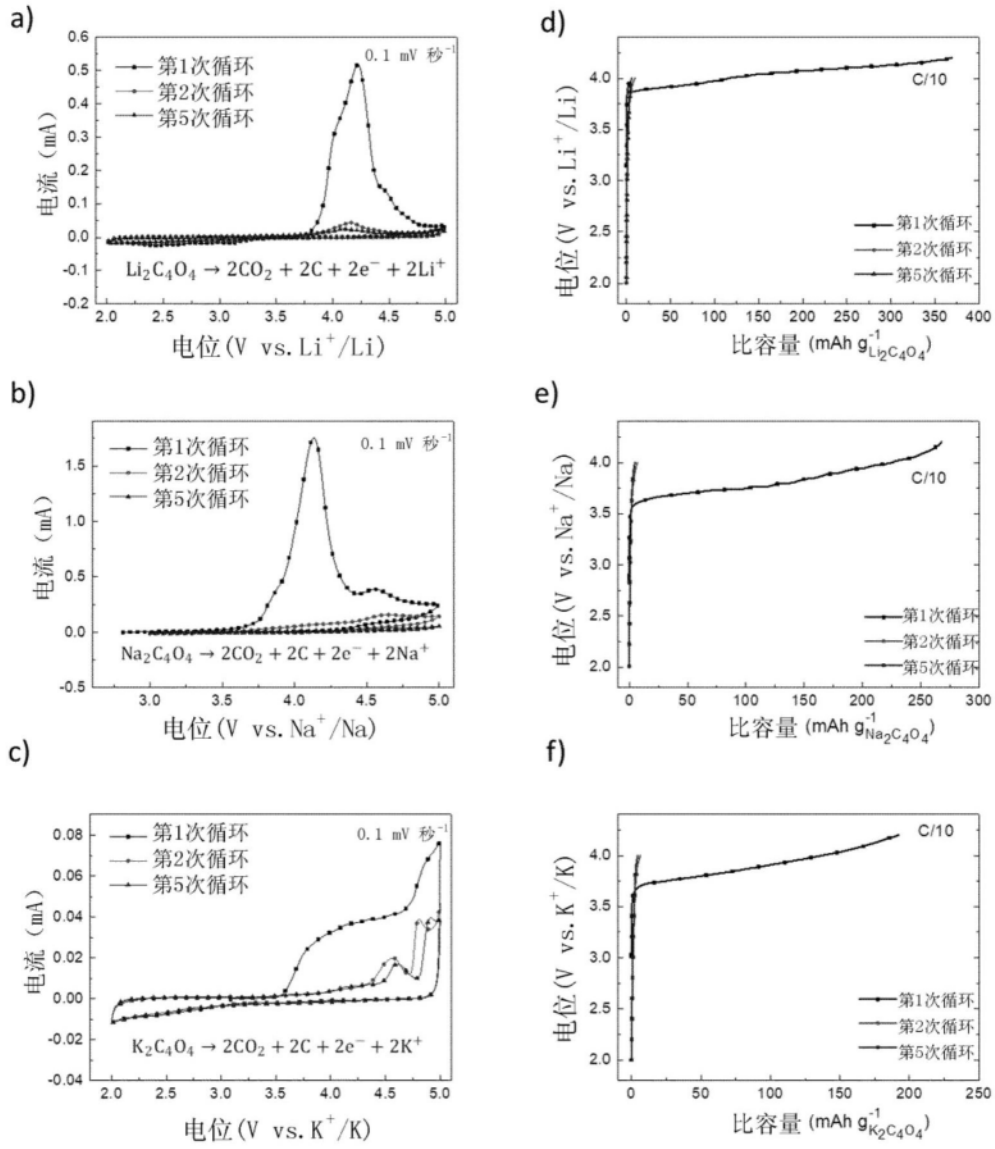 a)
0.6
0.5
0.4
0.3
0.2
0.1
0.0
-0.1
-0.2
电流 (mA)
0.1 mV 秒⁻¹
第1次循环
第2次循环
第5次循环
Li₂C₄O₄ → 2CO₂ + 2C + 2e⁻ + 2Li⁺
2.0 2.5 3.0 3.5 4.0 4.5 5.0
电位(V vs.Li⁺/Li)
d)
4.0
3.5
3.0
2.5
2.0
电位(V vs.Li⁺/Li)
C/10
第1次循环
第2次循环
第5次循环
0 50 100 150 200 250 300 350 400
比容量 (mAh g⁻¹Li₂C₄O₄)
b)
1.5
1.0
0.5
0.0
-0.5
电流 (mA)
0.1 mV 秒⁻¹
第1次循环
第2次循环
第5次循环
Na₂C₄O₄ → 2CO₂ + 2C + 2e⁻ + 2Na⁺
3.0 3.5 4.0 4.5 5.0
电位(V vs.Na⁺/Na)
e)
4.0
3.5
3.0
2.5
2.0
电位(V vs.Na⁺/Na)
C/10
第1次循环
第2次循环
第5次循环
0 50 100 150 200 250 300
比容量 (mAh g⁻¹Na₂C₄O₄)
c)
0.08
0.06
0.04
0.02
0.00
-0.02
-0.04
电流 (mA)
0.1 mV 秒⁻¹
第1次循环
第2次循环
第5次循环
K₂C₄O₄ → 2CO₂ + 2C + 2e⁻ + 2K⁺
2.0 2.5 3.0 3.5 4.0 4.5 5.0
电位(V vs.K⁺/K)
f)
4.0
3.5
3.0
2.5
2.0
电位(V vs.K⁺/K)
C/10
第1次循环
第2次循环
第5次循环
0 50 100 150 200 250
比容量 (mAh g⁻¹K₂C₄O₄)